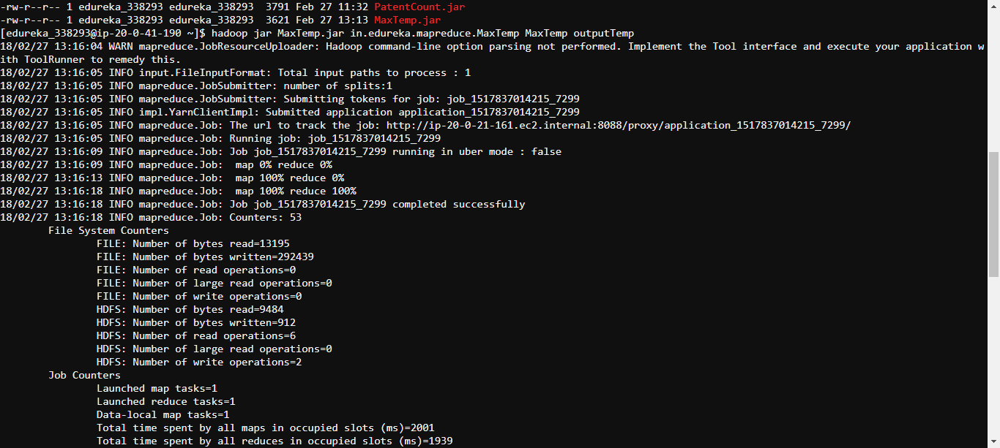 -rw-r--r-- 1 edureka_338293 edureka_338293  3791 Feb 27 11:32 PatentCount.jar
-rw-r--r-- 1 edureka_338293 edureka_338293  3621 Feb 27 13:13 MaxTemp.jar
[edureka_338293@ip-20-0-41-190 ~]$ hadoop jar MaxTemp.jar in.edureka.mapreduce.MaxTemp MaxTemp outputTemp
18/02/27 13:16:04 WARN mapreduce.JobResourceUploader: Hadoop command-line option parsing not performed. Implement the Tool interface and execute your application w
ith ToolRunner to remedy this.
18/02/27 13:16:05 INFO input.FileInputFormat: Total input paths to process : 1
18/02/27 13:16:05 INFO mapreduce.JobSubmitter: number of splits:1
18/02/27 13:16:05 INFO mapreduce.JobSubmitter: Submitting tokens for job: job_1517837014215_7299
18/02/27 13:16:05 INFO impl.YarnClientImpl: Submitted application application_1517837014215_7299
18/02/27 13:16:05 INFO mapreduce.Job: The url to track the job: http://ip-20-0-21-161.ec2.internal:8088/proxy/application_1517837014215_7299/
18/02/27 13:16:05 INFO mapreduce.Job: Running job: job_1517837014215_7299
18/02/27 13:16:09 INFO mapreduce.Job: Job job_1517837014215_7299 running in uber mode : false
18/02/27 13:16:09 INFO mapreduce.Job:  map 0% reduce 0%
18/02/27 13:16:13 INFO mapreduce.Job:  map 100% reduce 0%
18/02/27 13:16:18 INFO mapreduce.Job:  map 100% reduce 100%
18/02/27 13:16:18 INFO mapreduce.Job: Job job_1517837014215_7299 completed successfully
18/02/27 13:16:18 INFO mapreduce.Job: Counters: 53
File System Counters
FILE: Number of bytes read=13195
FILE: Number of bytes written=292439
FILE: Number of read operations=0
FILE: Number of large read operations=0
FILE: Number of write operations=0
HDFS: Number of bytes read=9484
HDFS: Number of bytes written=912
HDFS: Number of read operations=6
HDFS: Number of large read operations=0
HDFS: Number of write operations=2
Job Counters
Launched map tasks=1
Launched reduce tasks=1
Data-local map tasks=1
Total time spent by all maps in occupied slots (ms)=2001
Total time spent by all reduces in occupied slots (ms)=1939